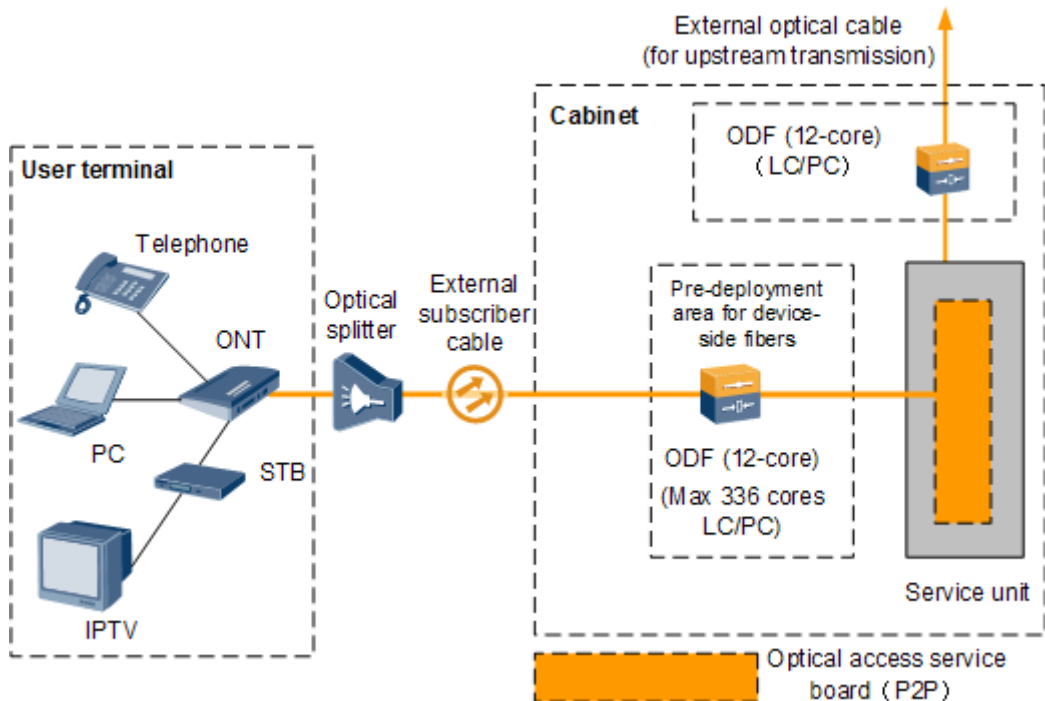 External optical cable
(for upstream transmission)
Cabinet
ODF (12-core)
(LC/PC)
User terminal
Telephone
ONT
PC
STB
IPTV
Optical
splitter
External
subscriber
cable
Pre-deployment
area for device-
side fibers
ODF (12-core)
(Max 336 cores
LC/PC)
Service unit
Optical access service
board (P2P)